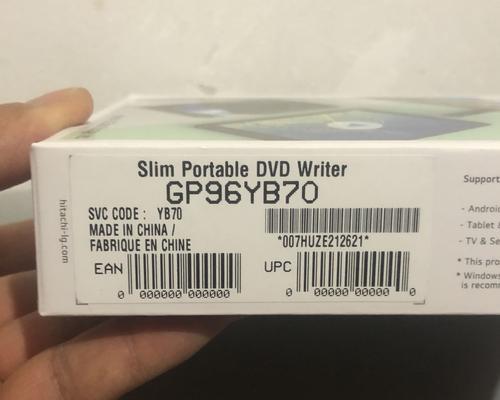 Slim Portable DVD Writer
GP96YB70
SVC CODE : YB70
MADE IN CHINA /
FABRIQUE EN CHINE
*007HUZE212621*
EAN
0 000000 000000
UPC
0 00000 00000 0
hitachi-lg.com
Support
- Android
- Tablet &
- TV & Se
* This pro
* Windows
is recomm